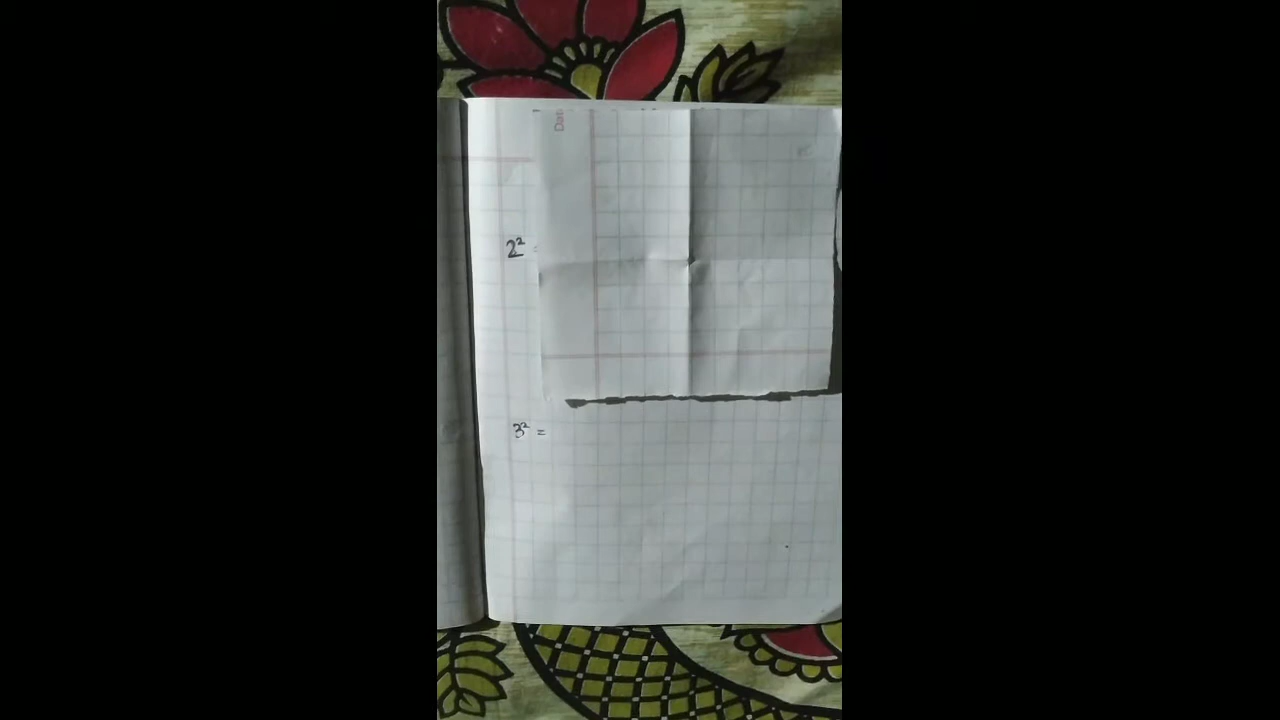 2² =
3² =